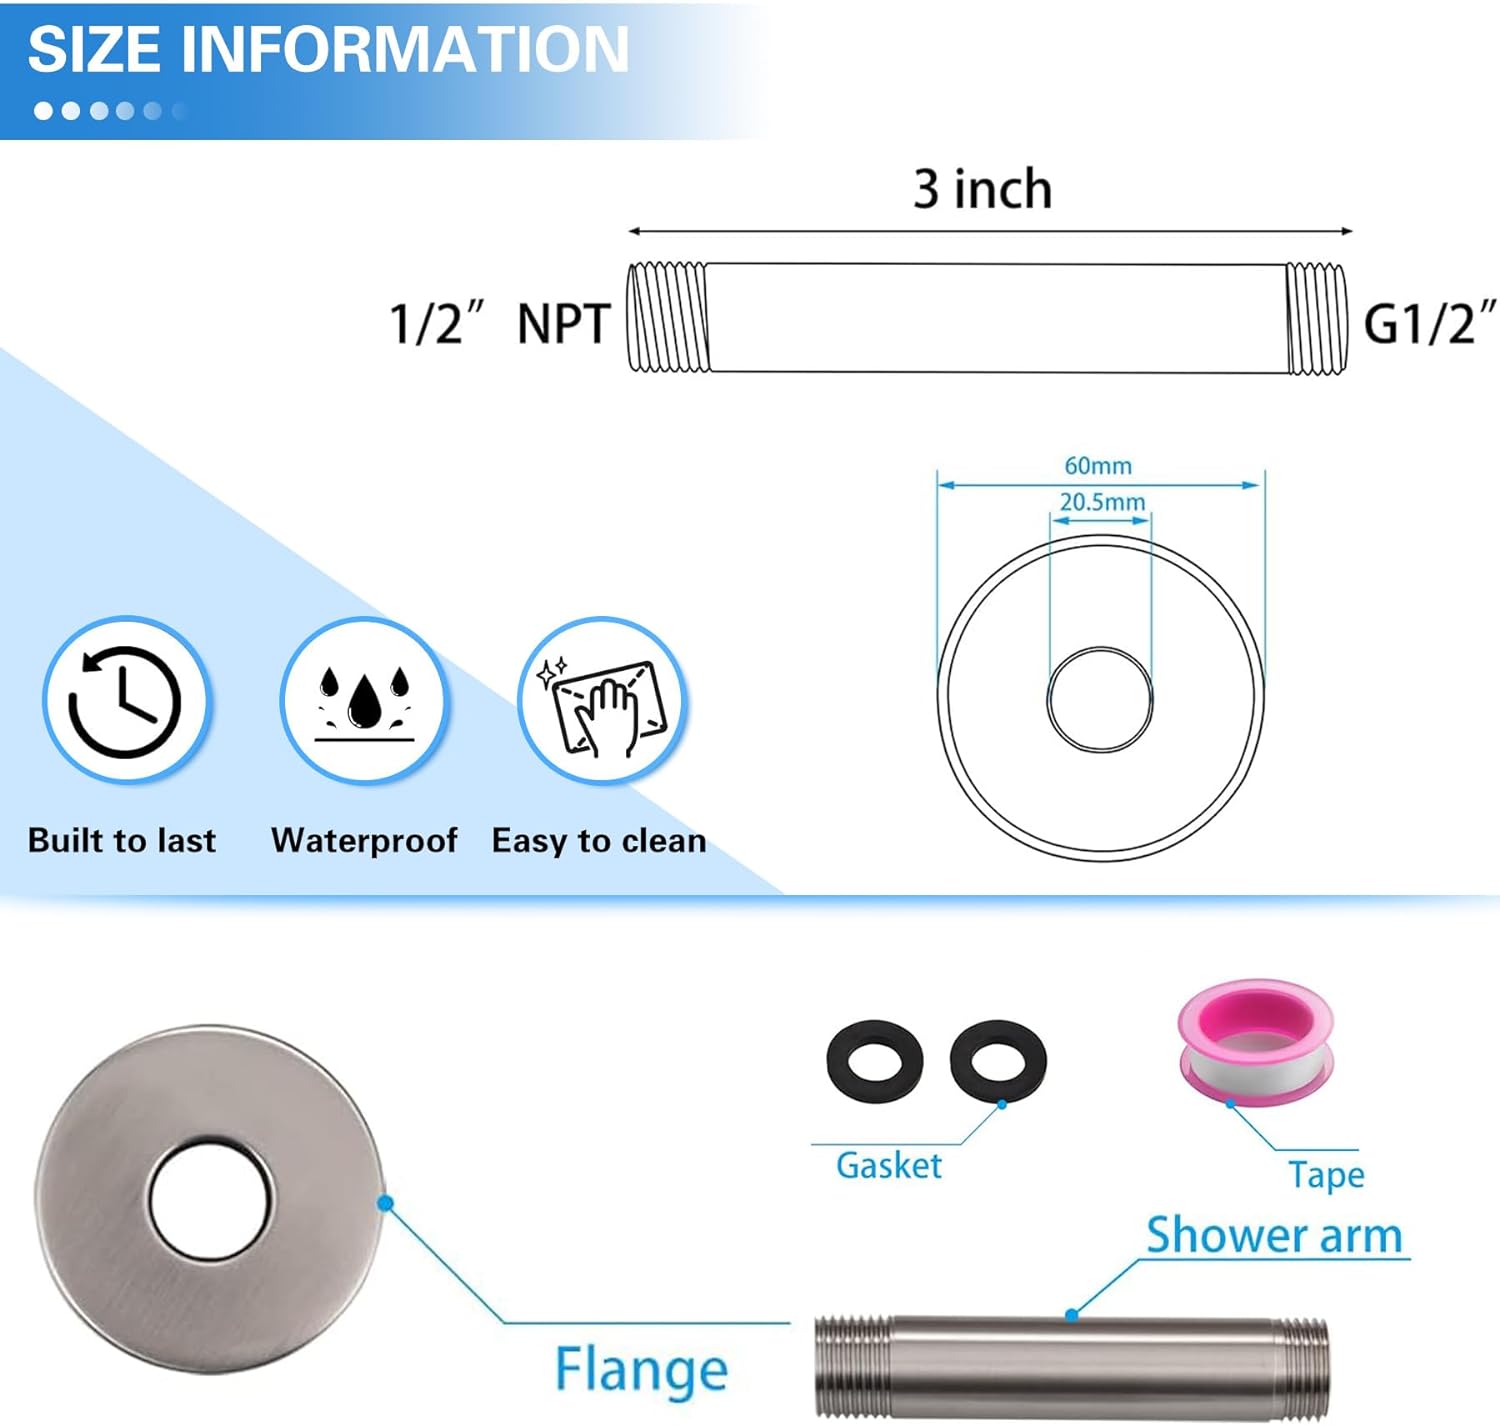 SIZE INFORMATION
3 inch
1/2" NPT
G1/2"
60mm
20.5mm
Built to last
Waterproof
Easy to clean
Gasket
Tape
Shower arm
Flange